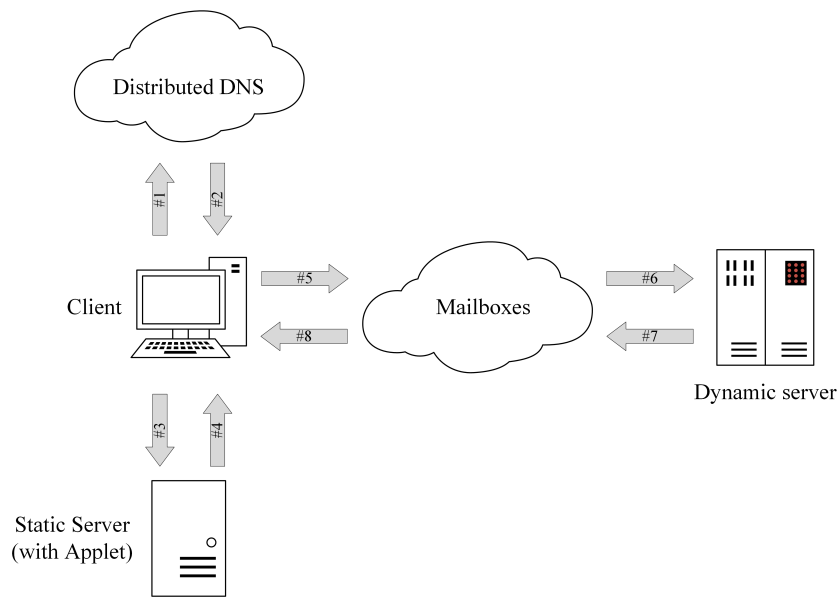 Distributed DNS
#1
#2
#5
#6
Client
Mailboxes
#8
#7
Dynamic server
#3
#4
Static Server
(with Applet)